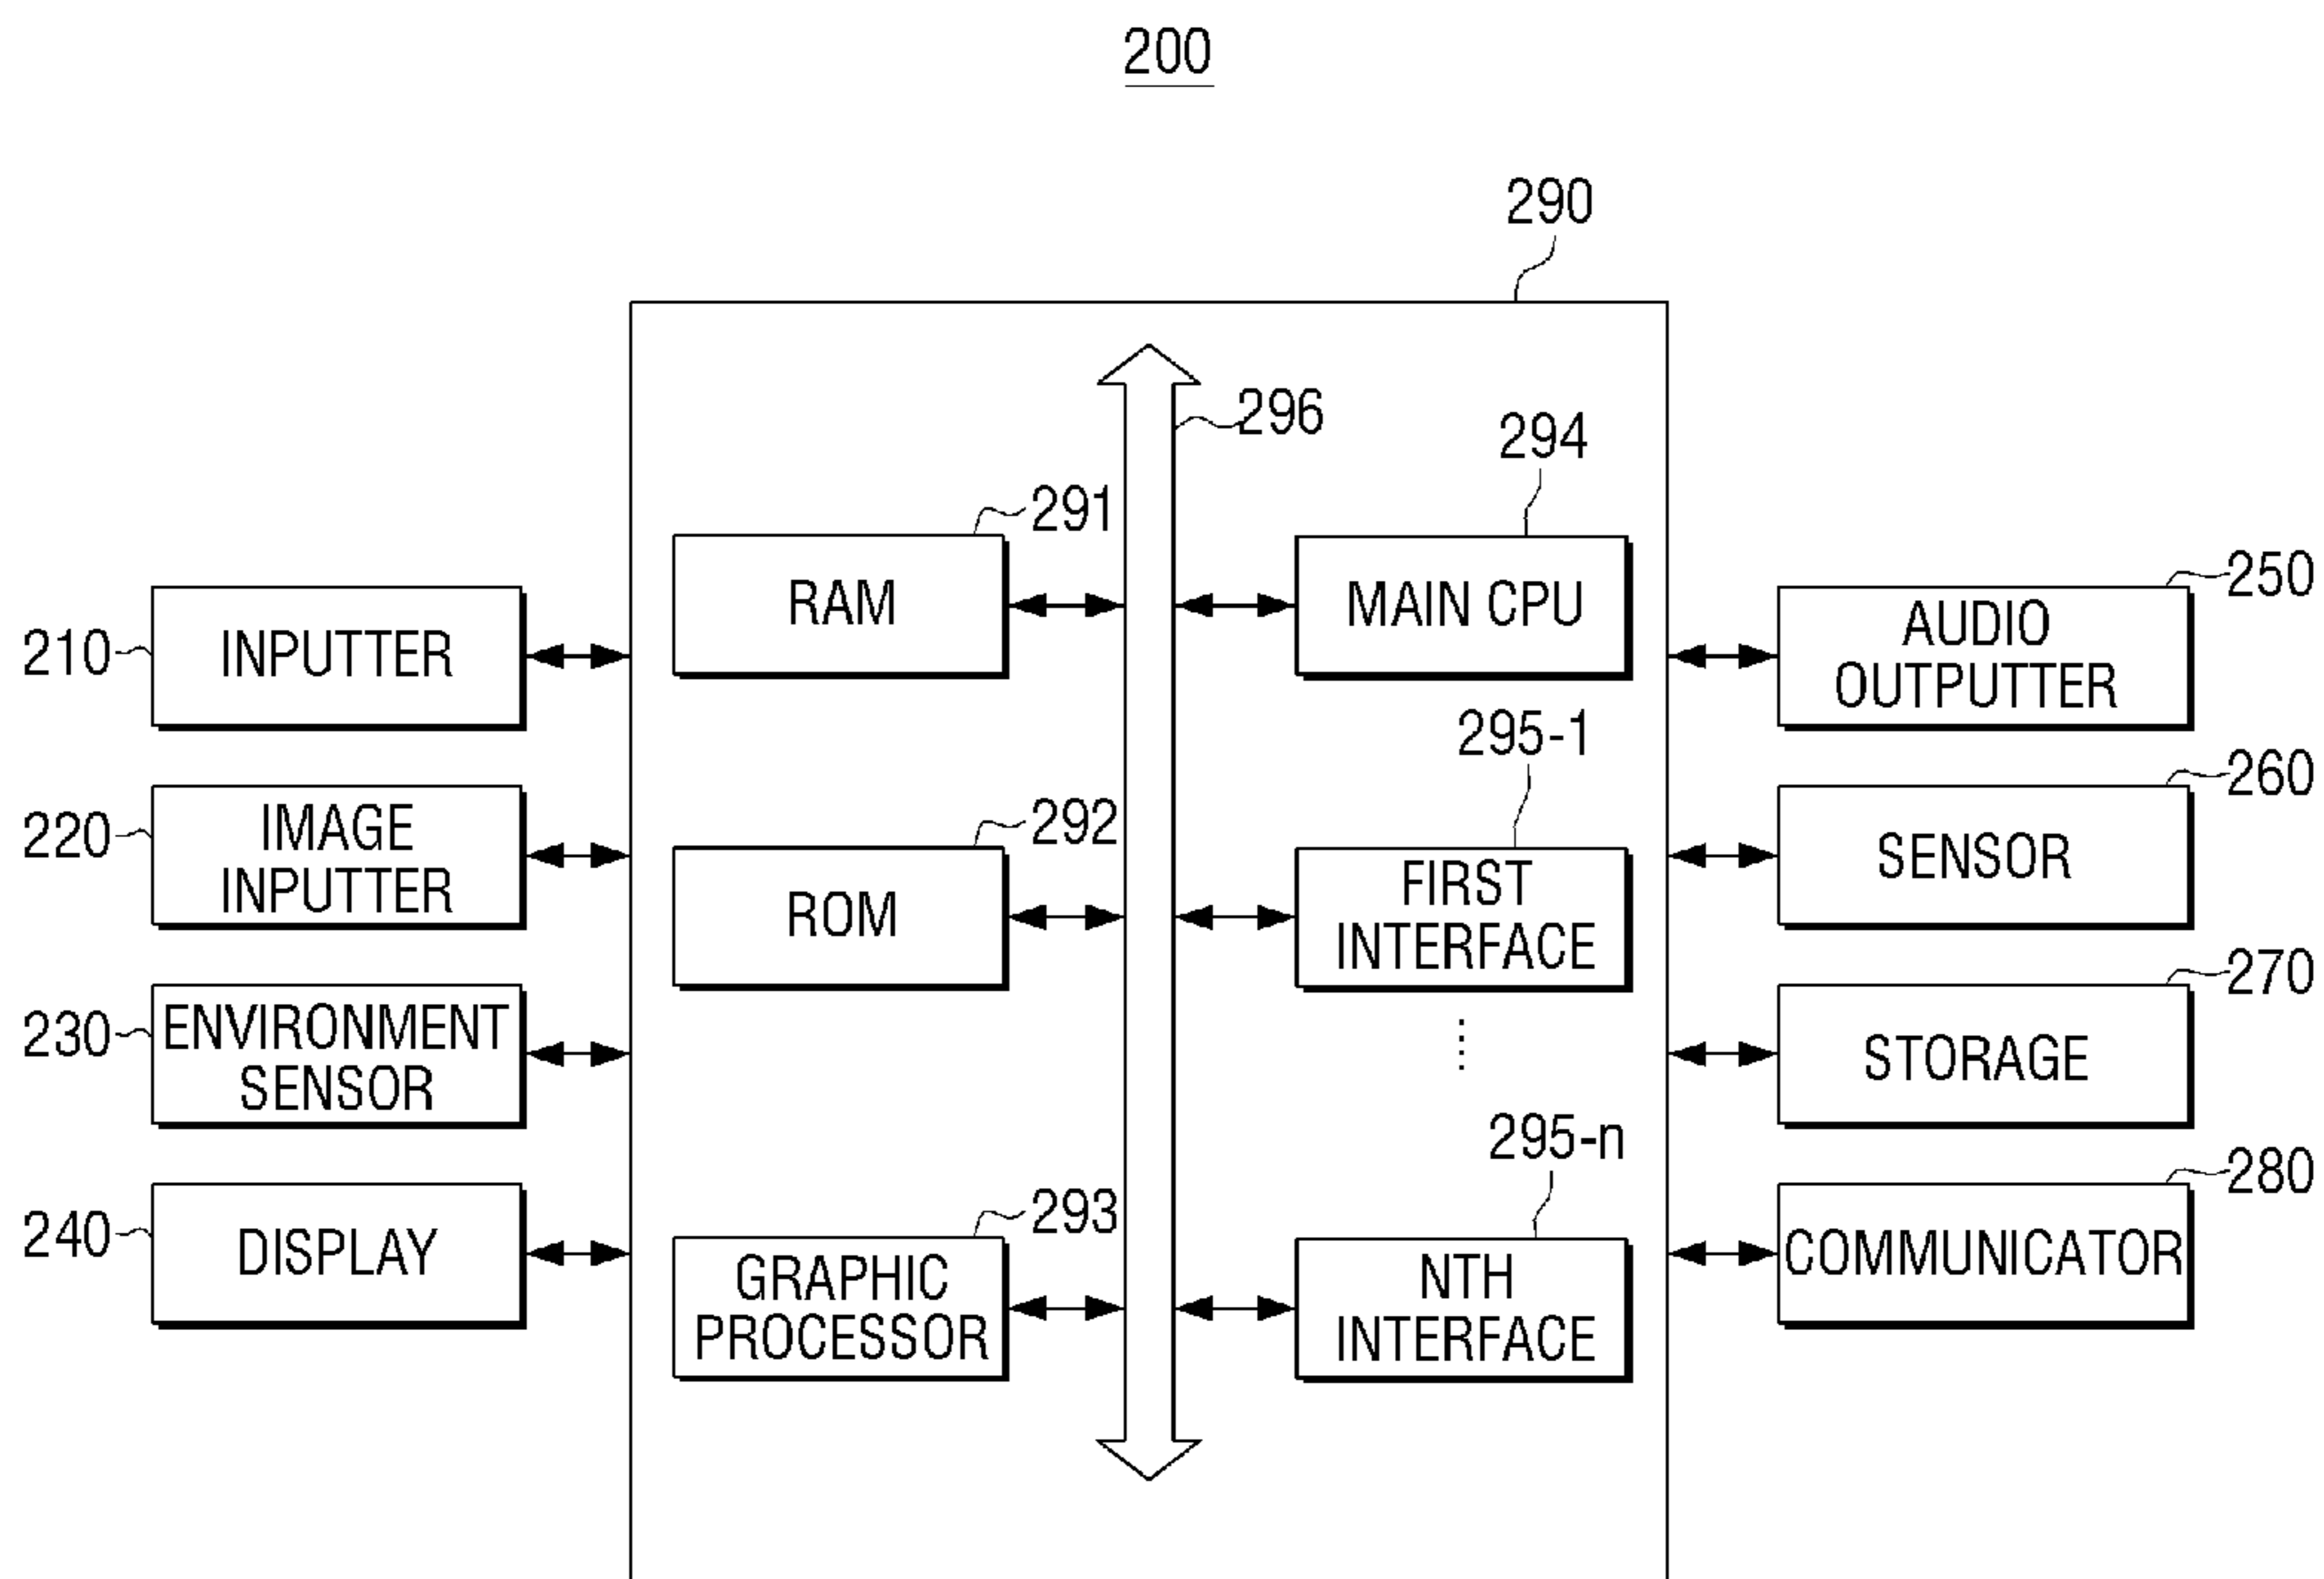 200
290
296
294
291
RAM
MAIN CPU
210
INPUTTER
250
AUDIO
OUTPUTTER
295-1
220
IMAGE
INPUTTER
292
ROM
FIRST
INTERFACE
260
SENSOR
230
ENVIRONMENT
SENSOR
270
STORAGE
295-n
240
DISPLAY
293
GRAPHIC
PROCESSOR
NTH
INTERFACE
280
COMMUNICATOR